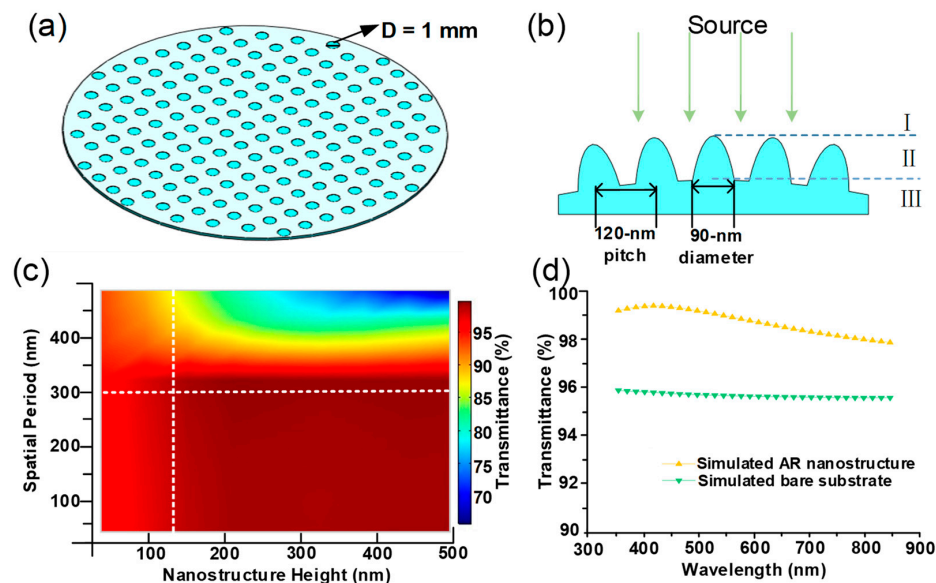 (a)
D = 1 mm
(b)
Source
I
II
III
120-nm
pitch
90-nm
diameter
(c)
Spatial Period (nm)
400
300
200
100
100
200
300
400
500
Nanostructure Height (nm)
95
90
85
80
75
70
Transmittance (%)
(d)
Transmittance (%)
100
98
96
94
92
90
300
400
500
600
700
800
900
Wavelength (nm)
Simulated AR nanostructure
Simulated bare substrate